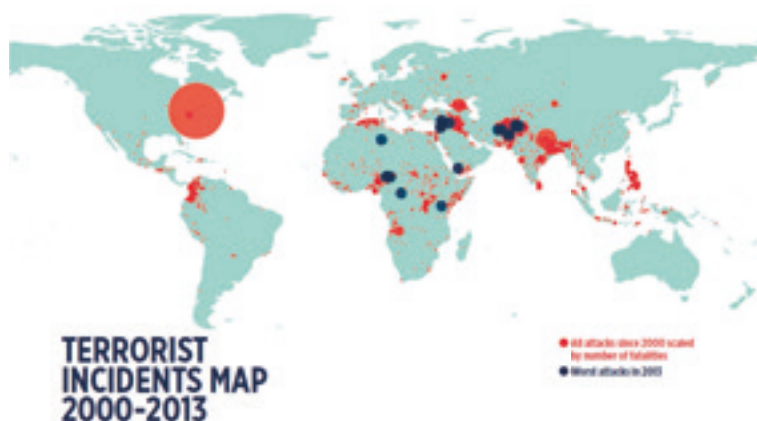 TERRORIST
INCIDENTS MAP
2000-2013
All attacks since 2000 scaled
by number of fatalities
Worst attacks in 2013